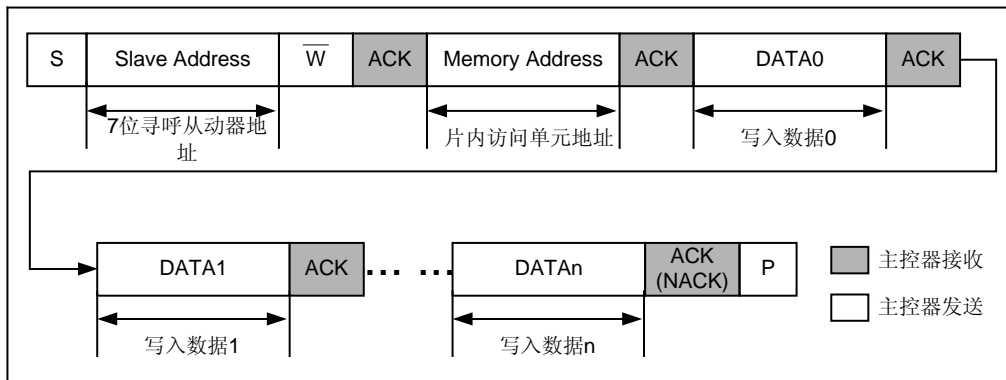 S Slave Address W ACK Memory Address ACK DATA0 ACK
7位寻呼从动器地
址
片内访问单元地址
写入数据0
DATA1 ACK ... ... DATAn ACK
(NACK) P
写入数据1
写入数据n
主控器接收
主控器发送